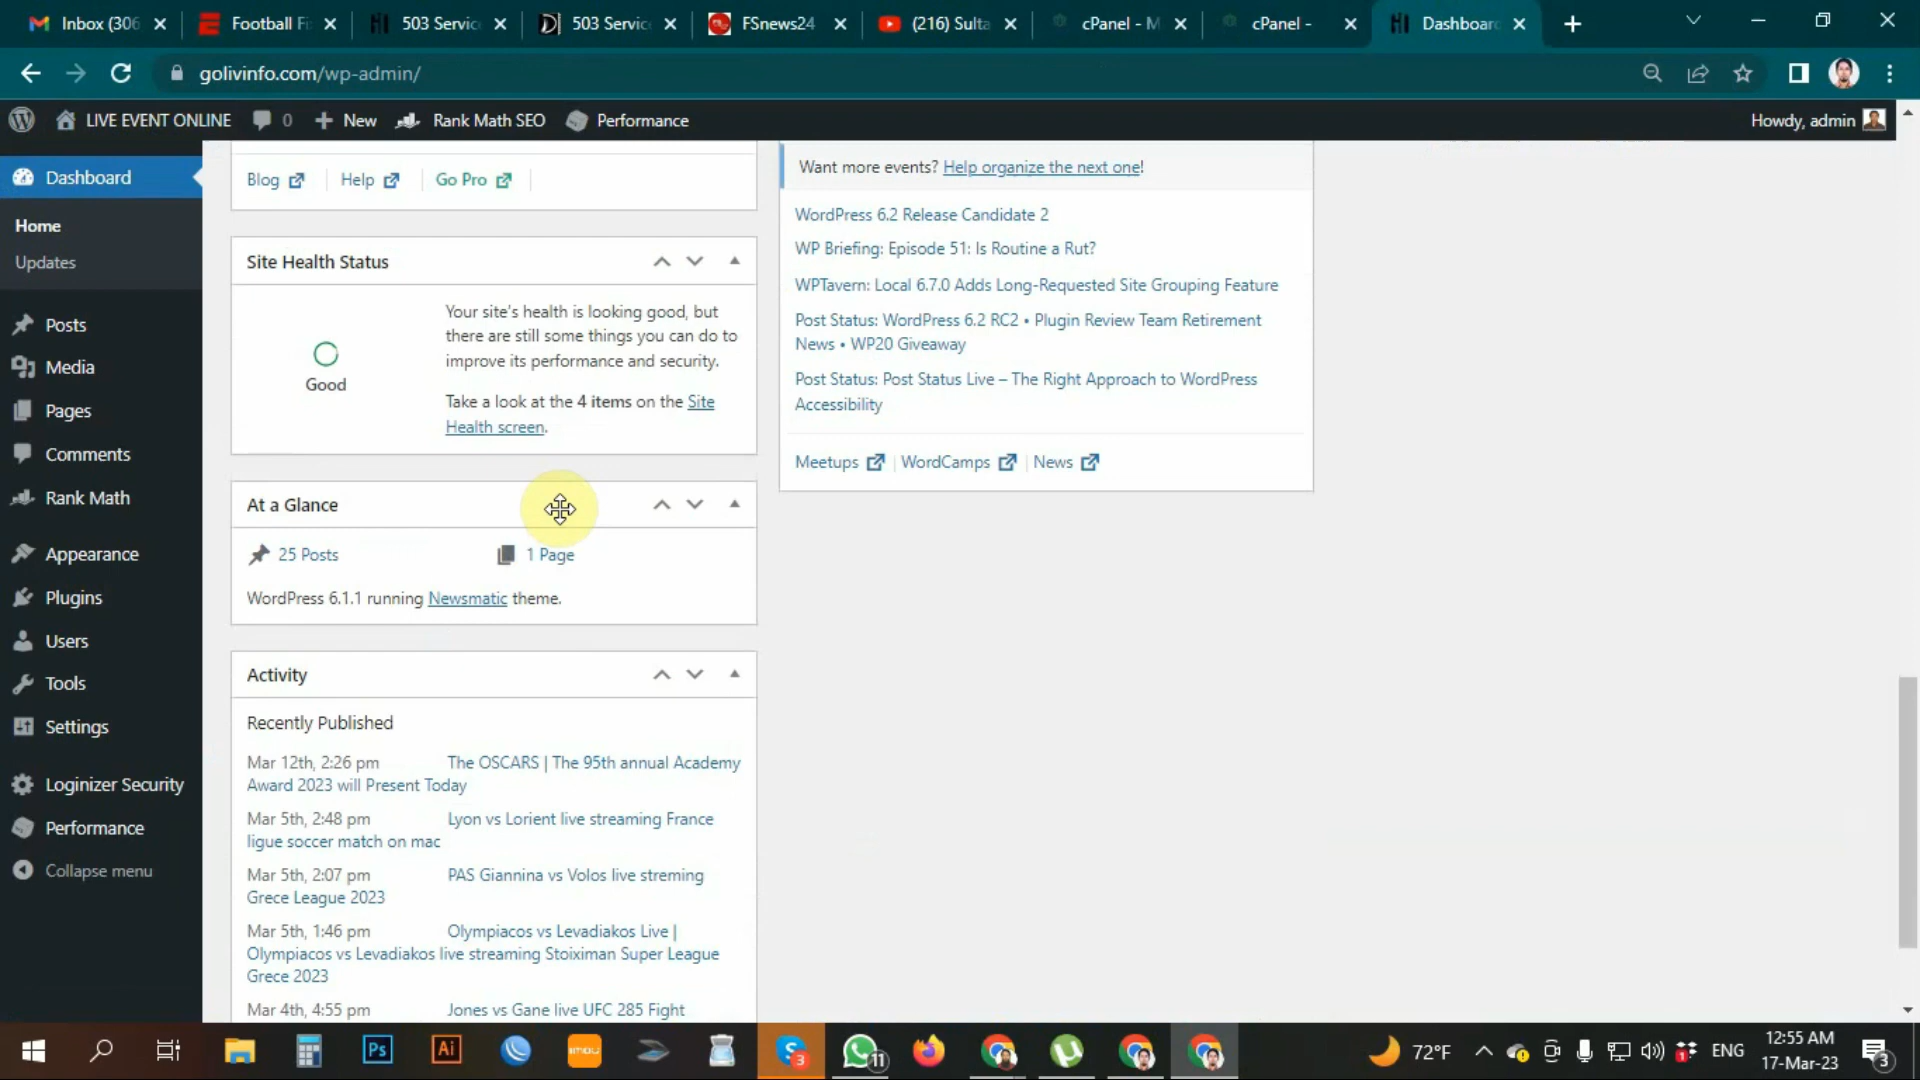 Inbox (306
Football Fi
503 Service
503 Service
FSnews24
(216) Sulta
cPanel - M
cPanel -
Dashboard
golivinfo.com/wp-admin/
LIVE EVENT ONLINE
0
New
Rank Math SEO
Performance
Howdy, admin
Dashboard
Home
Updates
Posts
Media
Pages
Comments
Rank Math
Appearance
Plugins
Users
Tools
Settings
Loginizer Security
Performance
Collapse menu
Blog
Help
Go Pro
Site Health Status
Good
Your site's health is looking good, but
there are still some things you can do to
improve its performance and security.
Take a look at the 4 items on the Site
Health screen.
At a Glance
25 Posts
1 Page
WordPress 6.1.1 running Newsmatic theme.
Activity
Recently Published
Mar 12th, 2:26 pm The OSCARS | The 95th annual Academy
Award 2023 will Present Today
Mar 5th, 2:48 pm Lyon vs Lorient live streaming France
ligue soccer match on mac
Mar 5th, 2:07 pm PAS Giannina vs Volos live streming
Grece League 2023
Mar 5th, 1:46 pm Olympiacos vs Levadiakos Live |
Olympiacos vs Levadiakos live streaming Stoiximan Super League
Grece 2023
Mar 4th, 4:55 pm Jones vs Gane live UFC 285 Fight
Want more events? Help organize the next one!
WordPress 6.2 Release Candidate 2
WP Briefing: Episode 51: Is Routine a Rut?
WPTavern: Local 6.7.0 Adds Long-Requested Site Grouping Feature
Post Status: WordPress 6.2 RC2 • Plugin Review Team Retirement
News • WP20 Giveaway
Post Status: Post Status Live – The Right Approach to WordPress
Accessibility
Meetups
WordCamps
News
Ps
Ai
imou
3
11
72°F
1
ENG
12:55 AM
17-Mar-23
3